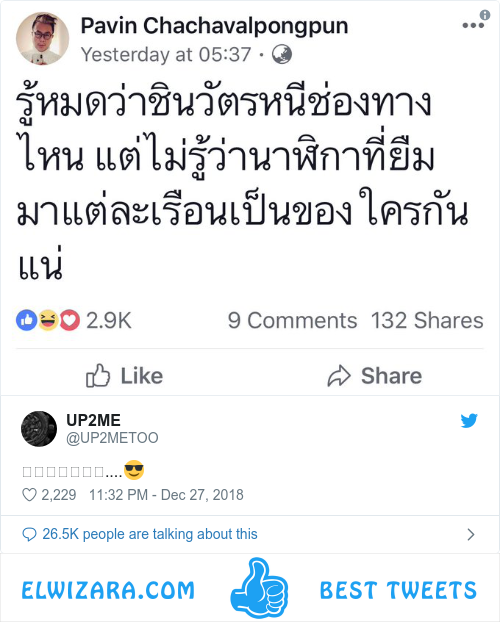 Pavin Chachavalpongpun
Yesterday at 05:37 ·
รู้หมดว่าชินวัตรหนีช่องทาง
ไหน แต่ไม่รู้ว่านาฬิกาที่ยืม
มาแต่ละเรือนเป็นของ ใครกัน
แน่
2.9K 9 Comments 132 Shares
Like Share
UP2ME
@UP2METOO
□□□□□□□....😎
2,229 11:32 PM - Dec 27, 2018
26.5K people are talking about this
ELWIZARA.COM BEST TWEETS